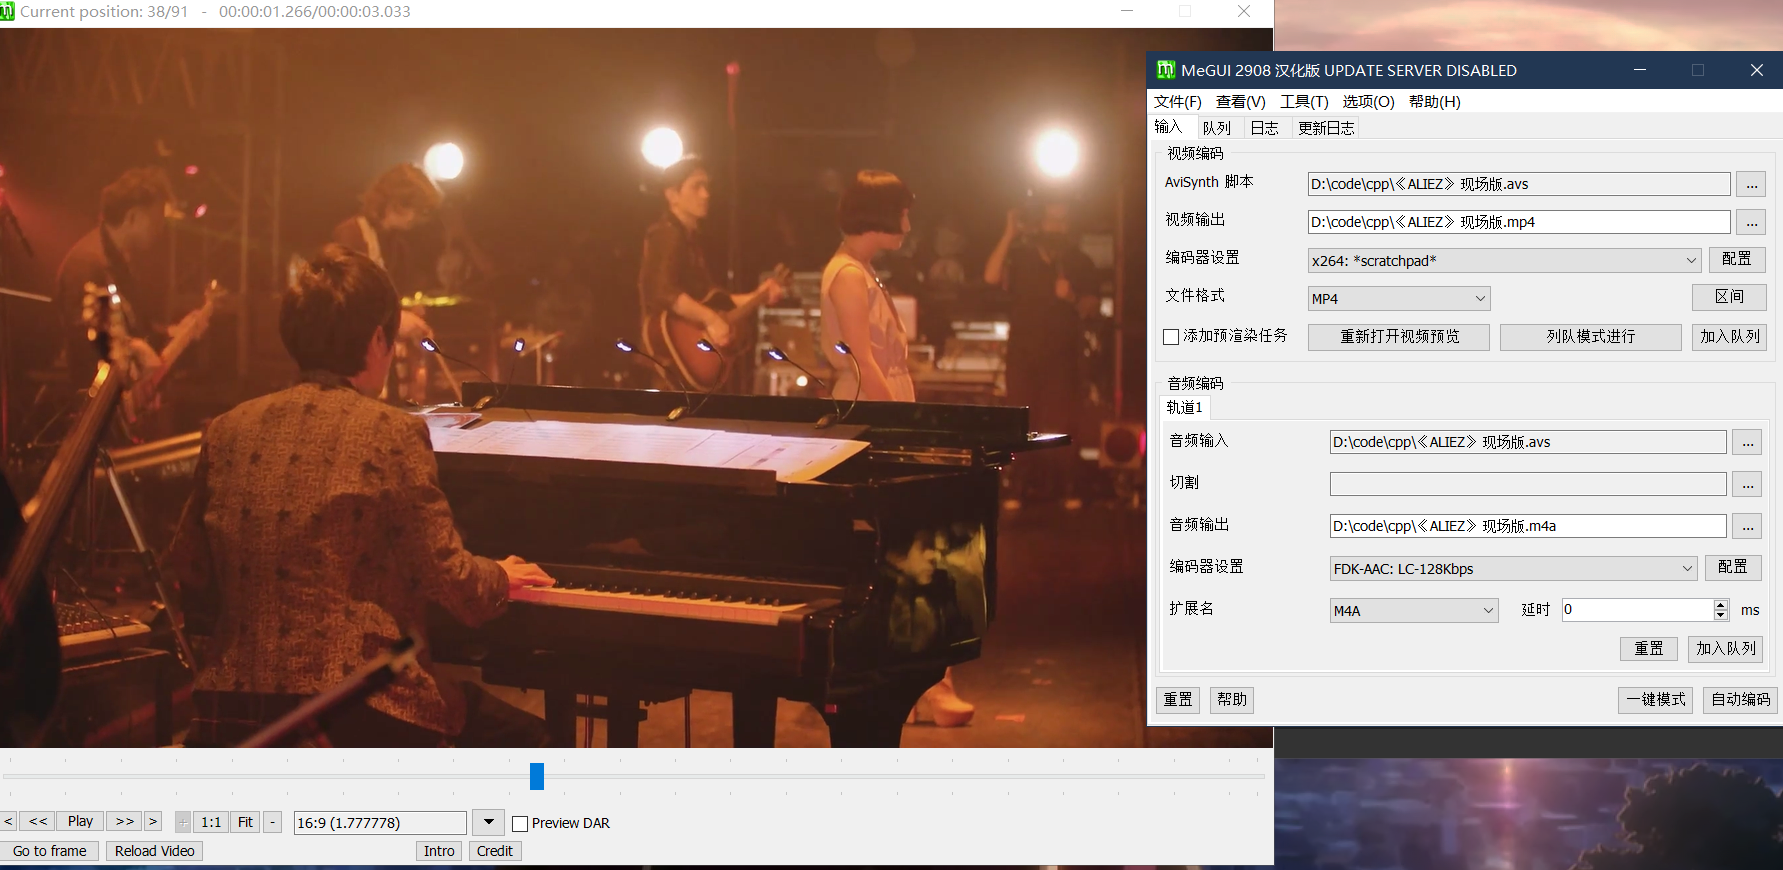 Current position: 38/91 - 00:00:01.266/00:00:03.033
MeGUI 2908 汉化版 UPDATE SERVER DISABLED
文件(F) 查看(V) 工具(T) 选项(O) 帮助(H)
输入 队列 日志 更新日志
视频编码
AviSynth 脚本 D:\code\cpp\《ALIEZ》现场版.avs ...
视频输出 D:\code\cpp\《ALIEZ》现场版.mp4 ...
编码器设置 x264: *scratchpad* 配置
文件格式 MP4 区间
添加预渲染任务 重新打开视频预览 列队模式进行 加入队列
音频编码
轨道1
音频输入 D:\code\cpp\《ALIEZ》现场版.avs ...
切割 ...
音频输出 D:\code\cpp\《ALIEZ》现场版.m4a ...
编码器设置 FDK-AAC: LC-128Kbps 配置
扩展名 M4A 延时 0 ms
重置 加入队列
重置 帮助 一键模式 自动编码
< << Play >> > + 1:1 Fit - 16:9 (1.777778) Preview DAR
Go to frame Reload Video Intro Credit